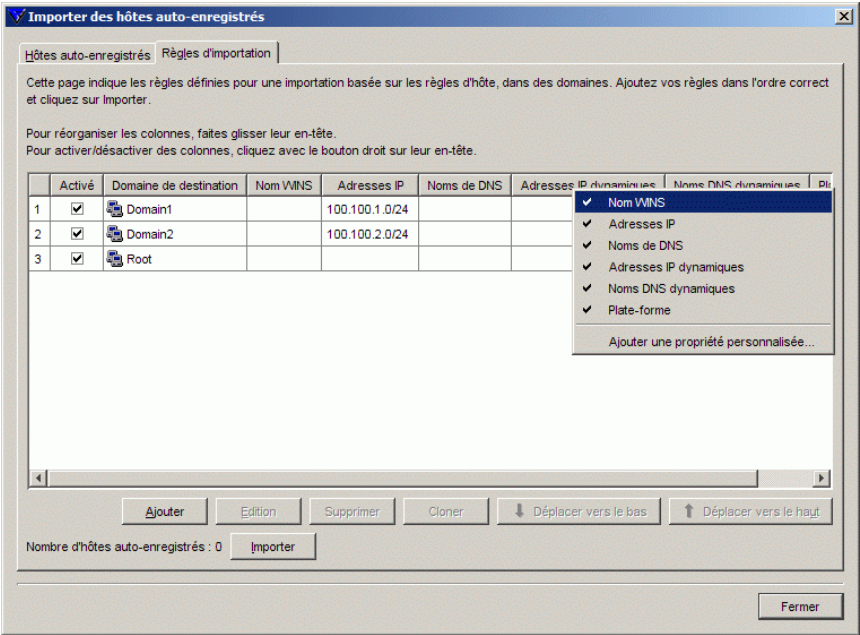 Importer des hôtes auto-enregistrés
Hôtes auto-enregistrés Règles d'importation
Cette page indique les règles définies pour une importation basée sur les règles d'hôte, dans des domaines. Ajoutez vos règles dans l'ordre correct
et cliquez sur Importer.
Pour réorganiser les colonnes, faites glisser leur en-tête.
Pour activer/désactiver des colonnes, cliquez avec le bouton droit sur leur en-tête.
Activé Domaine de destination Nom WINS Adresses IP Noms de DNS Adresses IP dynamiques Noms DNS dynamiques
1 Domain1 100.100.1.0/24
2 Domain2 100.100.2.0/24
3 Root
Nom WINS
Adresses IP
Noms de DNS
Adresses IP dynamiques
Noms DNS dynamiques
Plate-forme
Ajouter une propriété personnalisée...
Ajouter Edition Supprimer Cloner Déplacer vers le bas Déplacer vers le haut
Nombre d'hôtes auto-enregistrés : 0 Importer
Fermer